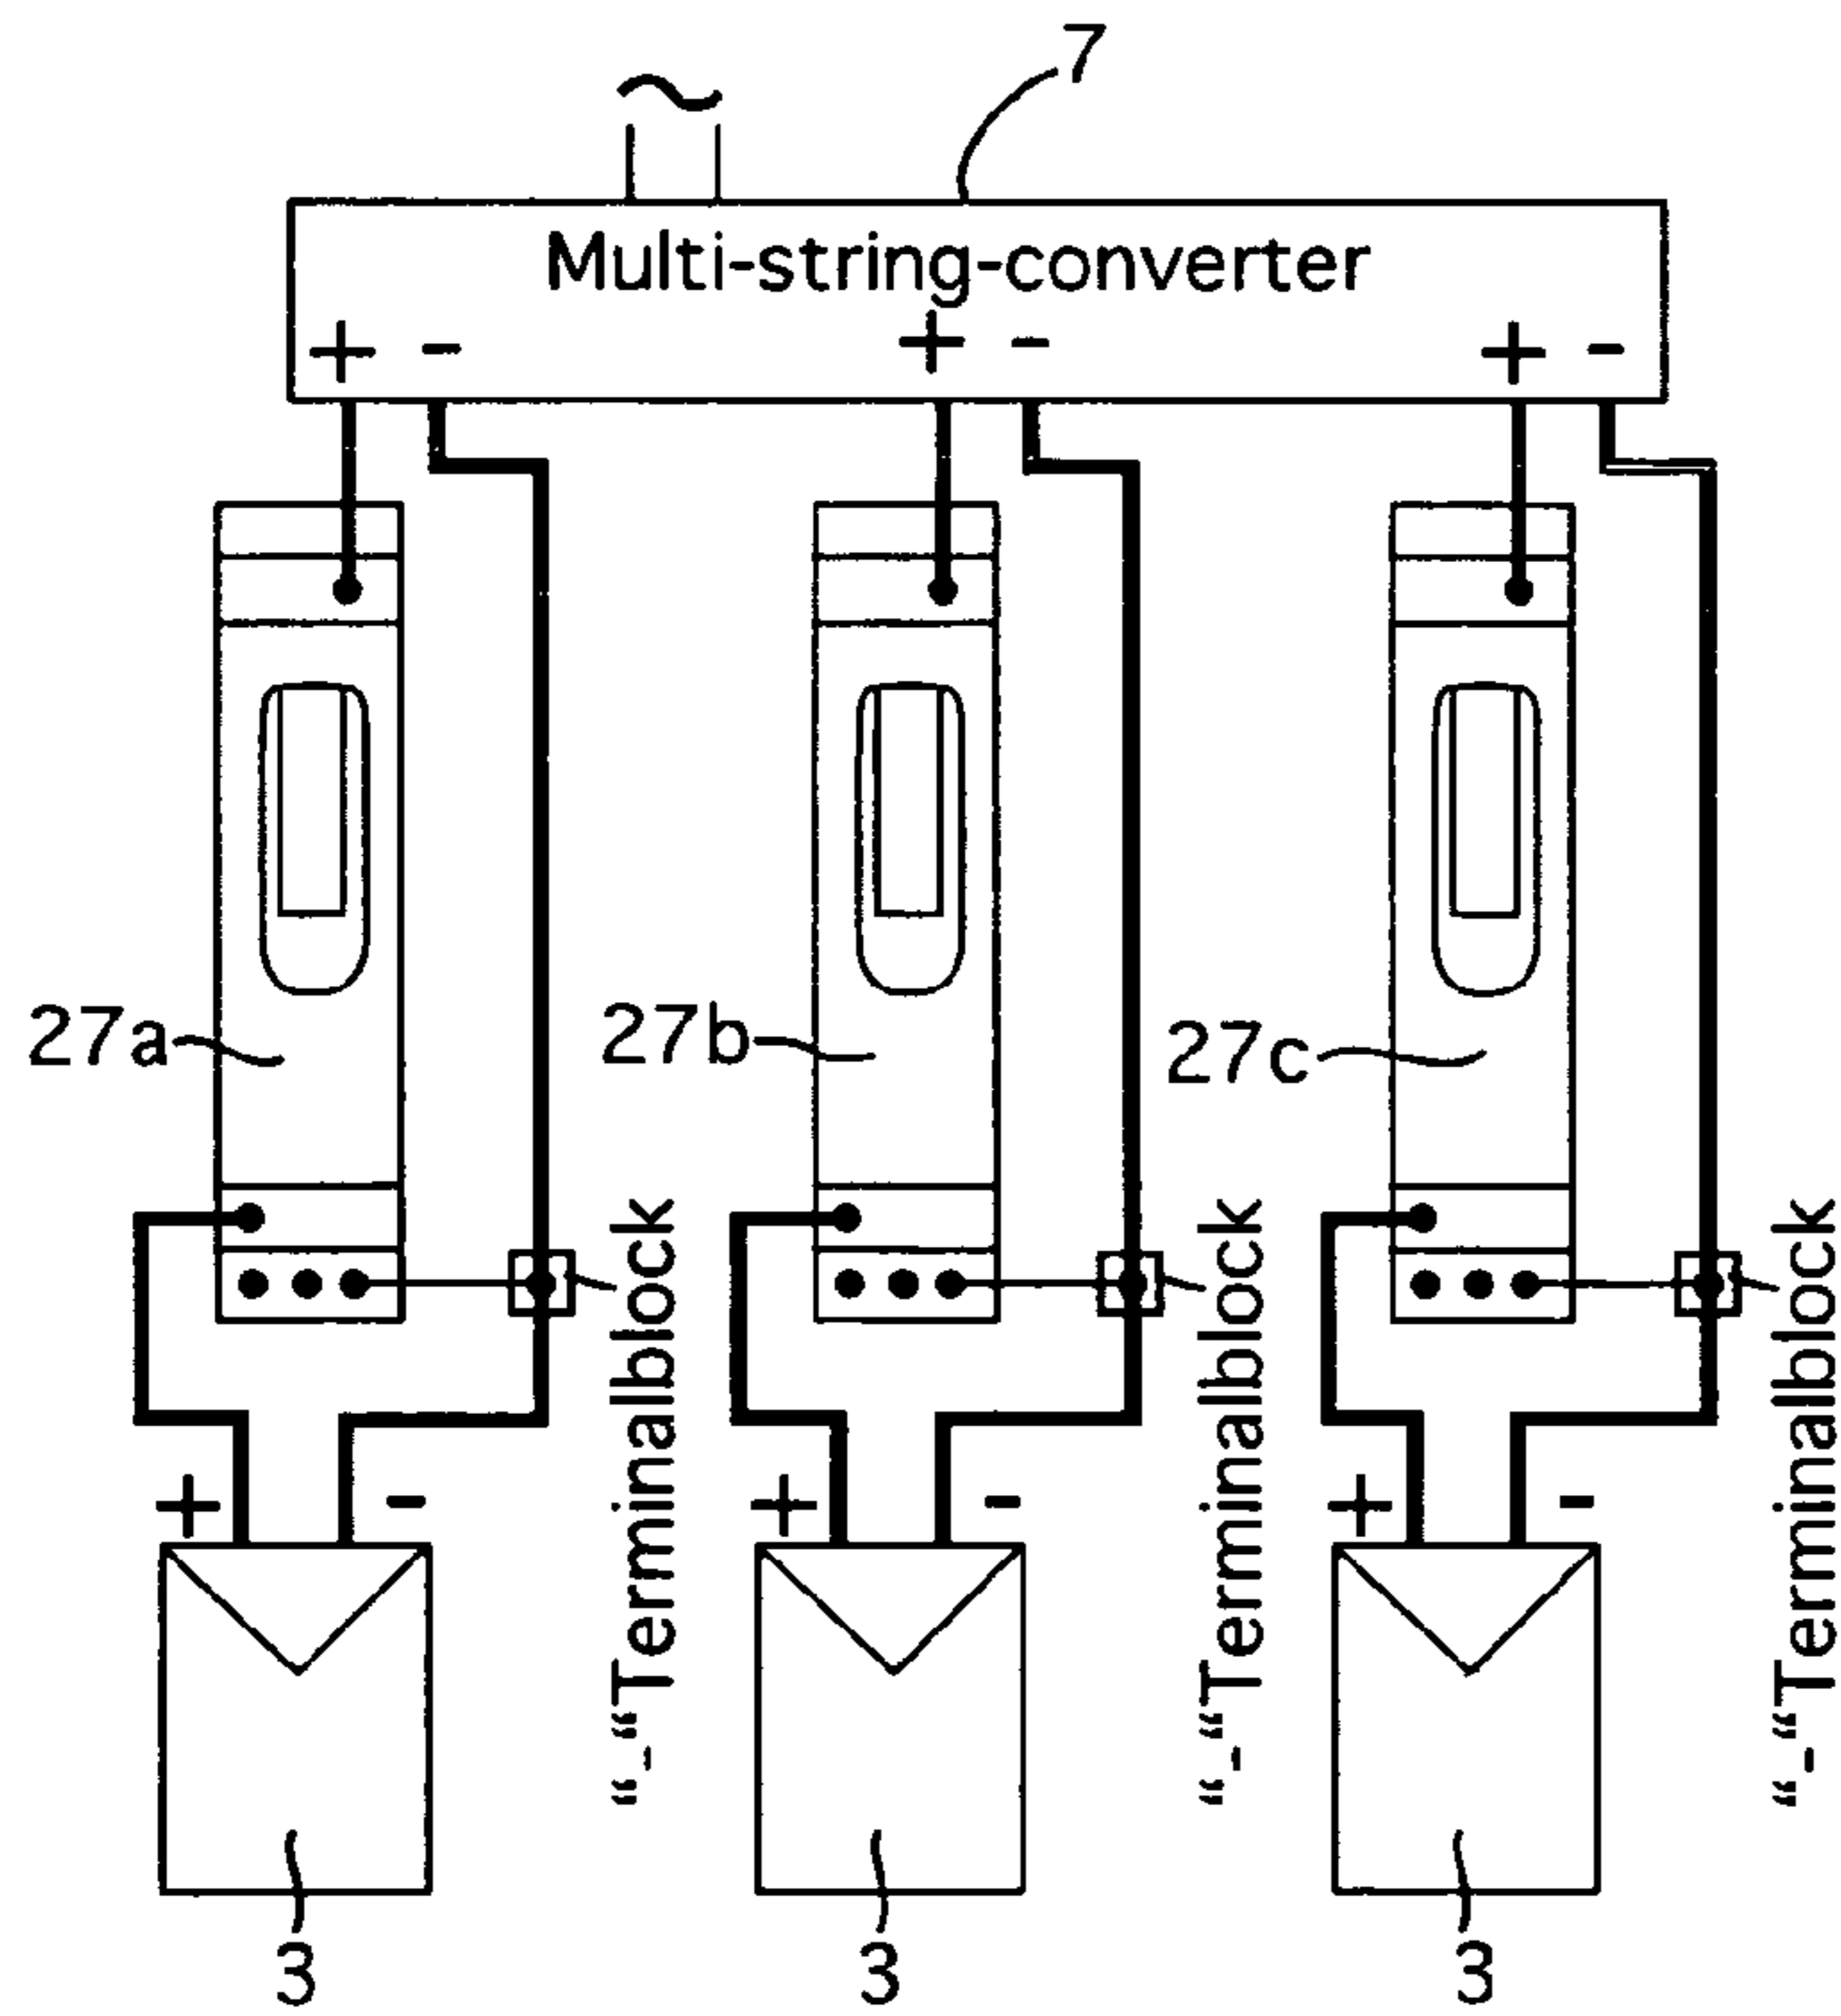 7
~
Multi-string-converter
+ - + - + -
27a 27b 27c
“-“Terminalblock “-“Terminalblock “-“Terminalblock
+ - + - + -
3 3 3